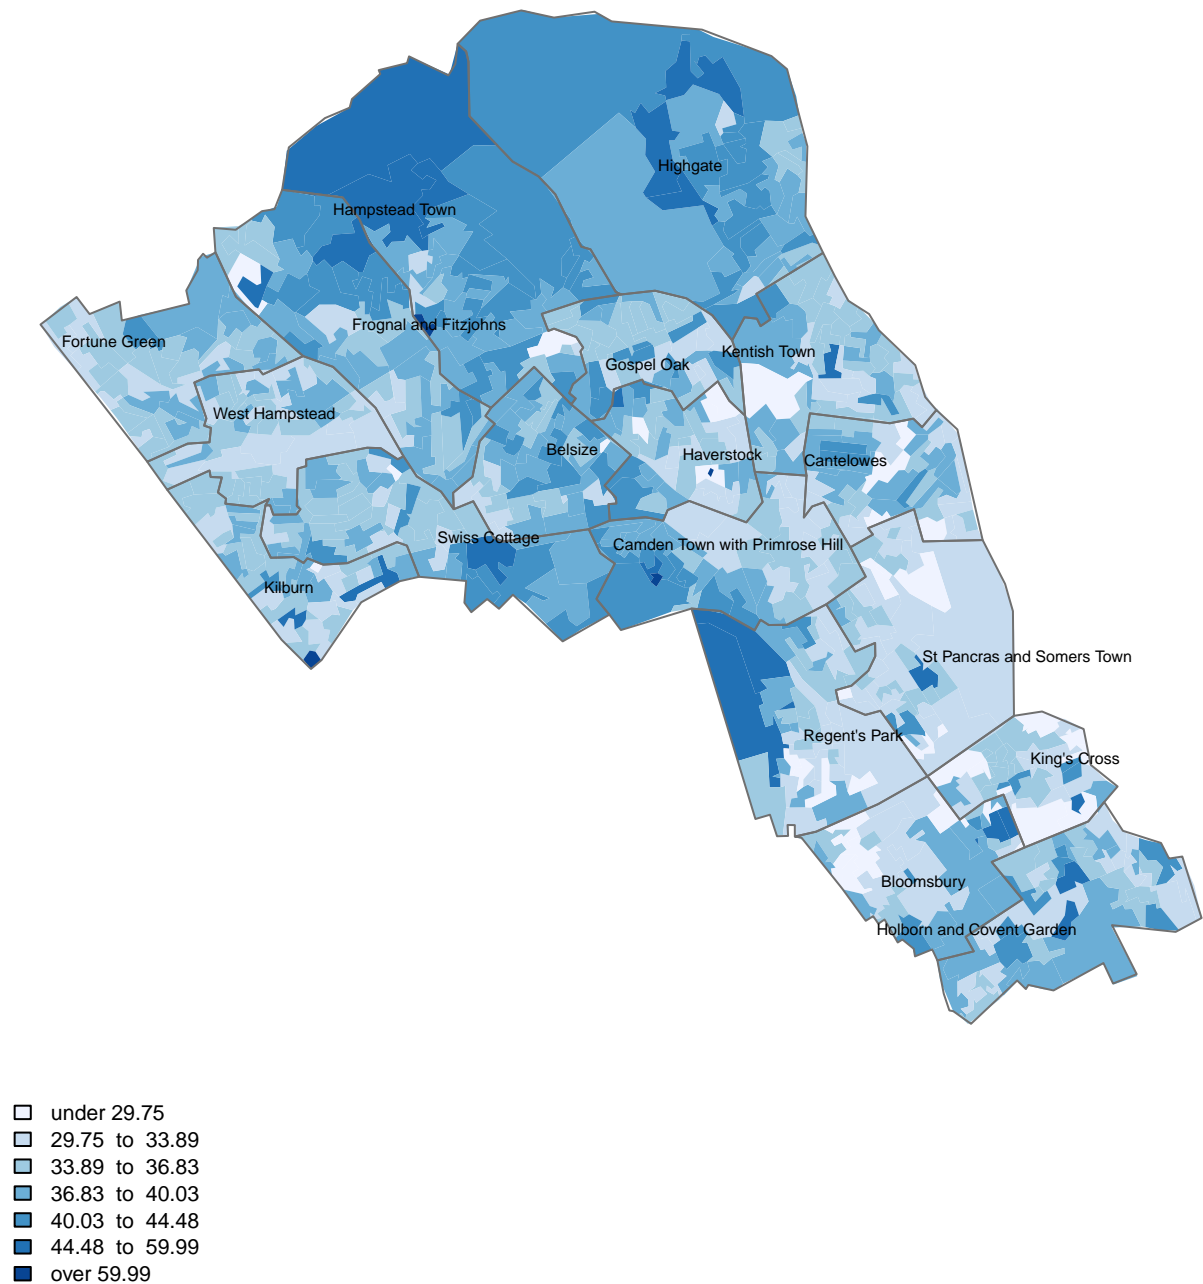 Highgate
Hampstead Town
Frognal and Fitzjohns
Fortune Green
Kentish Town
Gospel Oak
West Hampstead
Belsize
Haverstock
Cantelowes
Swiss Cottage
Camden Town with Primrose Hill
Kilburn
St Pancras and Somers Town
Regent's Park
King's Cross
Bloomsbury
Holborn and Covent Garden
under 29.75
29.75 to 33.89
33.89 to 36.83
36.83 to 40.03
40.03 to 44.48
44.48 to 59.99
over 59.99